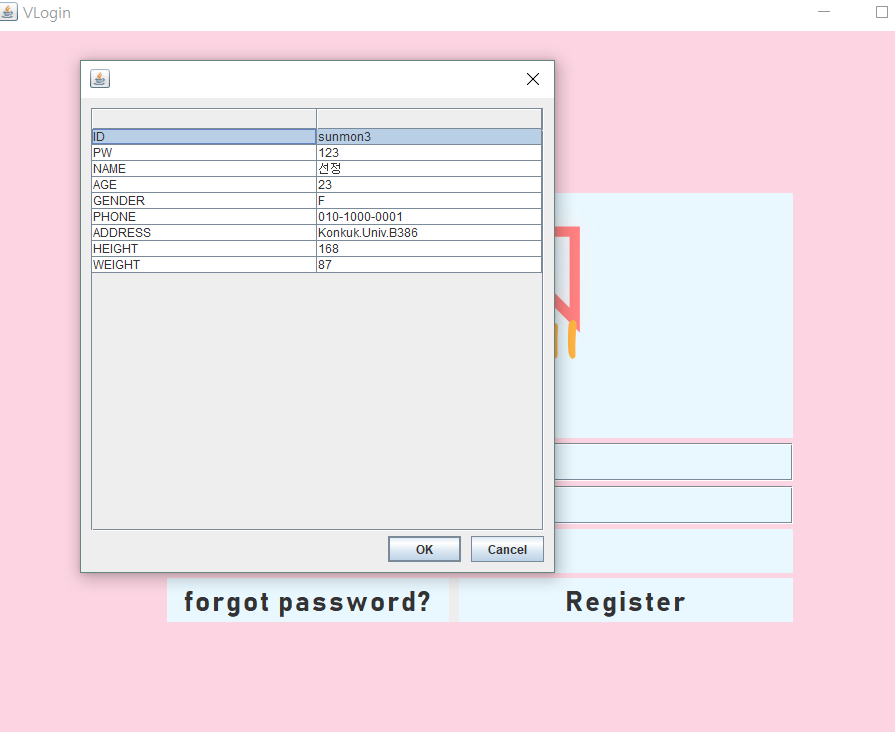 VLogin
ID sunmon3
PW 123
NAME 선정
AGE 23
GENDER F
PHONE 010-1000-0001
ADDRESS Konkuk.Univ.B386
HEIGHT 168
WEIGHT 87
OK Cancel
forgot password? Register